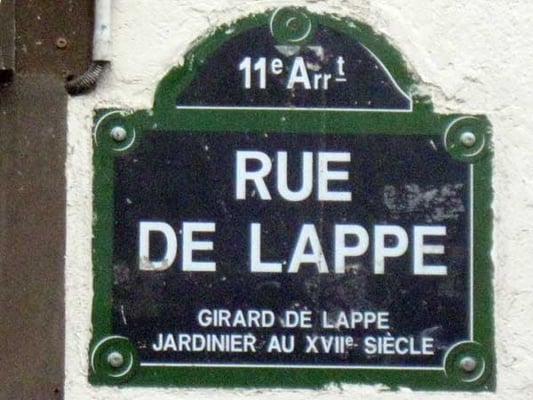 11e Arrt
RUE
DE LAPPE
GIRARD DE LAPPE
JARDINIER AU XVIIe SIÈCLE